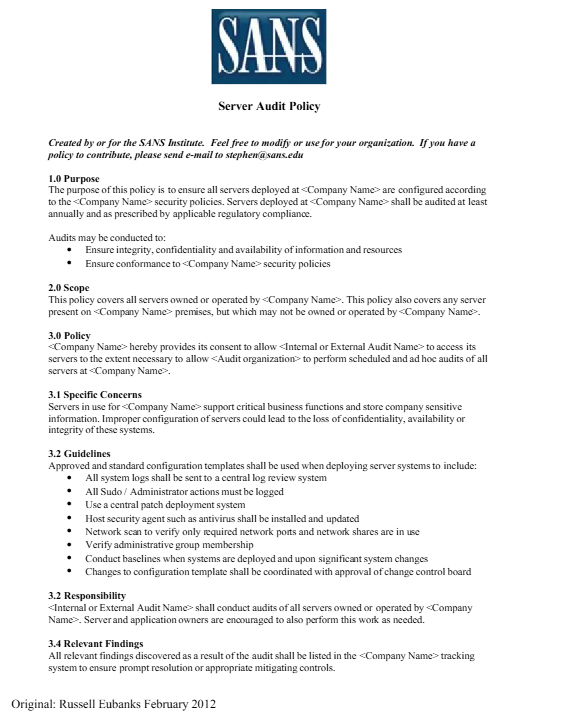 SANS
Server Audit Policy
Created by or for the SANS Institute. Feel free to modify or use for your organization. If you have a
policy to contribute, please send e-mail to stephen@sans.edu
1.0 Purpose
The purpose of this policy is to ensure all servers deployed at <Company Name> are configured according
to the <Company Name> security policies. Servers deployed at <Company Name> shall be audited at least
annually and as prescribed by applicable regulatory compliance.
Audits may be conducted to:
• Ensure integrity, confidentiality and availability of information and resources
• Ensure conformance to <Company Name> security policies
2.0 Scope
This policy covers all servers owned or operated by <Company Name>. This policy also covers any server
present on <Company Name> premises, but which may not be owned or operated by <Company Name>.
3.0 Policy
<Company Name> hereby provides its consent to allow <Internal or External Audit Name> to access its
servers to the extent necessary to allow <Audit organization> to perform scheduled and ad hoc audits of all
servers at <Company Name>.
3.1 Specific Concerns
Servers in use for <Company Name> support critical business functions and store company sensitive
information. Improper configuration of servers could lead to the loss of confidentiality, availability or
integrity of these systems.
3.2 Guidelines
Approved and standard configuration templates shall be used when deploying server systems to include:
• All system logs shall be sent to a central log review system
• All Sudo / Administrator actions must be logged
• Use a central patch deployment system
• Host security agent such as antivirus shall be installed and updated
• Network scan to verify only required network ports and network shares are in use
• Verify administrative group membership
• Conduct baselines when systems are deployed and upon significant system changes
• Changes to configuration template shall be coordinated with approval of change control board
3.2 Responsibility
<Internal or External Audit Name> shall conduct audits of all servers owned or operated by <Company
Name>. Server and application owners are encouraged to also perform this work as needed.
3.4 Relevant Findings
All relevant findings discovered as a result of the audit shall be listed in the <Company Name> tracking
system to ensure prompt resolution or appropriate mitigating controls.
Original: Russell Eubanks February 2012